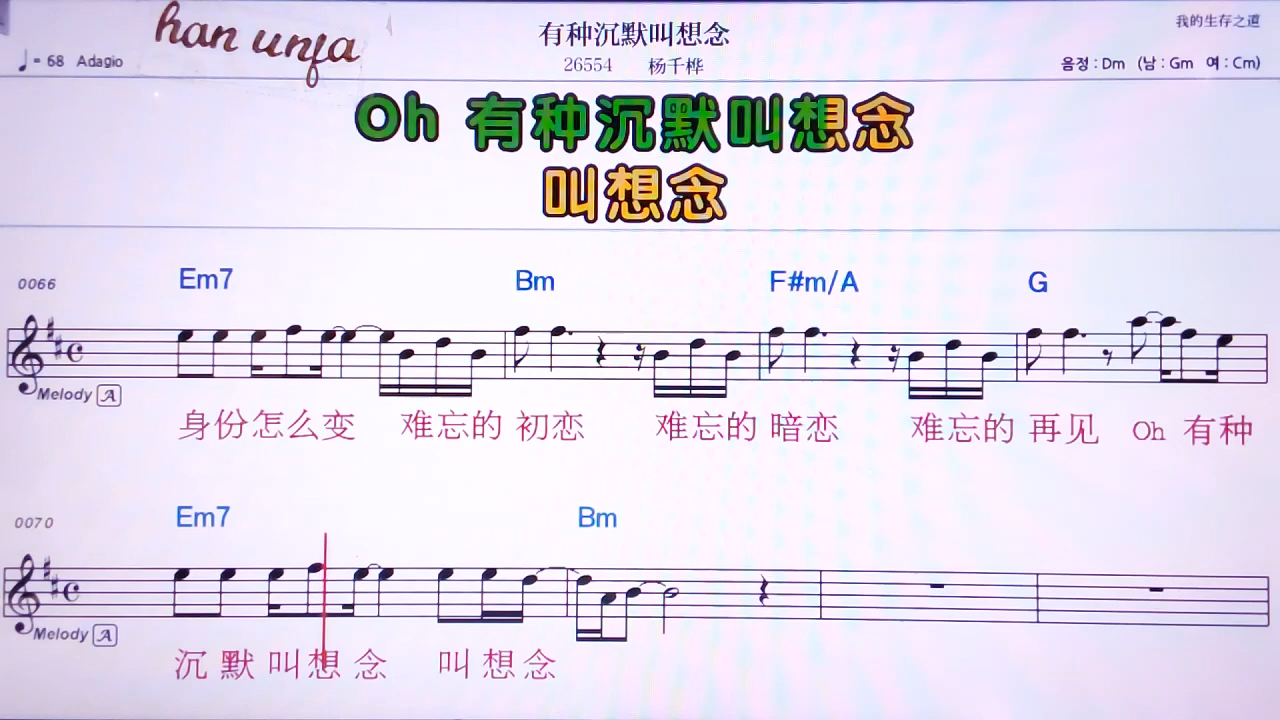 han unfa
有种沉默叫想念
我的生存之道
♩= 68 Adagio
26554 杨千桦
음정 : Dm (남 : Gm 여 : Cm)
Oh 有种沉默叫想念
叫想念
0066 Em7 Bm F#m/A G
Melody A
身份怎么变 难忘的 初恋 难忘的 暗恋 难忘的 再见 Oh 有种
0070 Em7 Bm
Melody A
沉默叫想念 叫想念